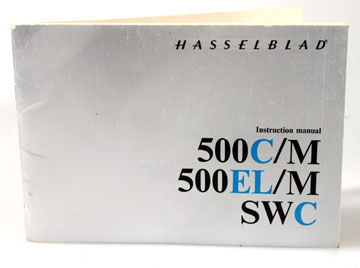 HASSELBLAD
Instruction manual
500C/M
500EL/M
SWC